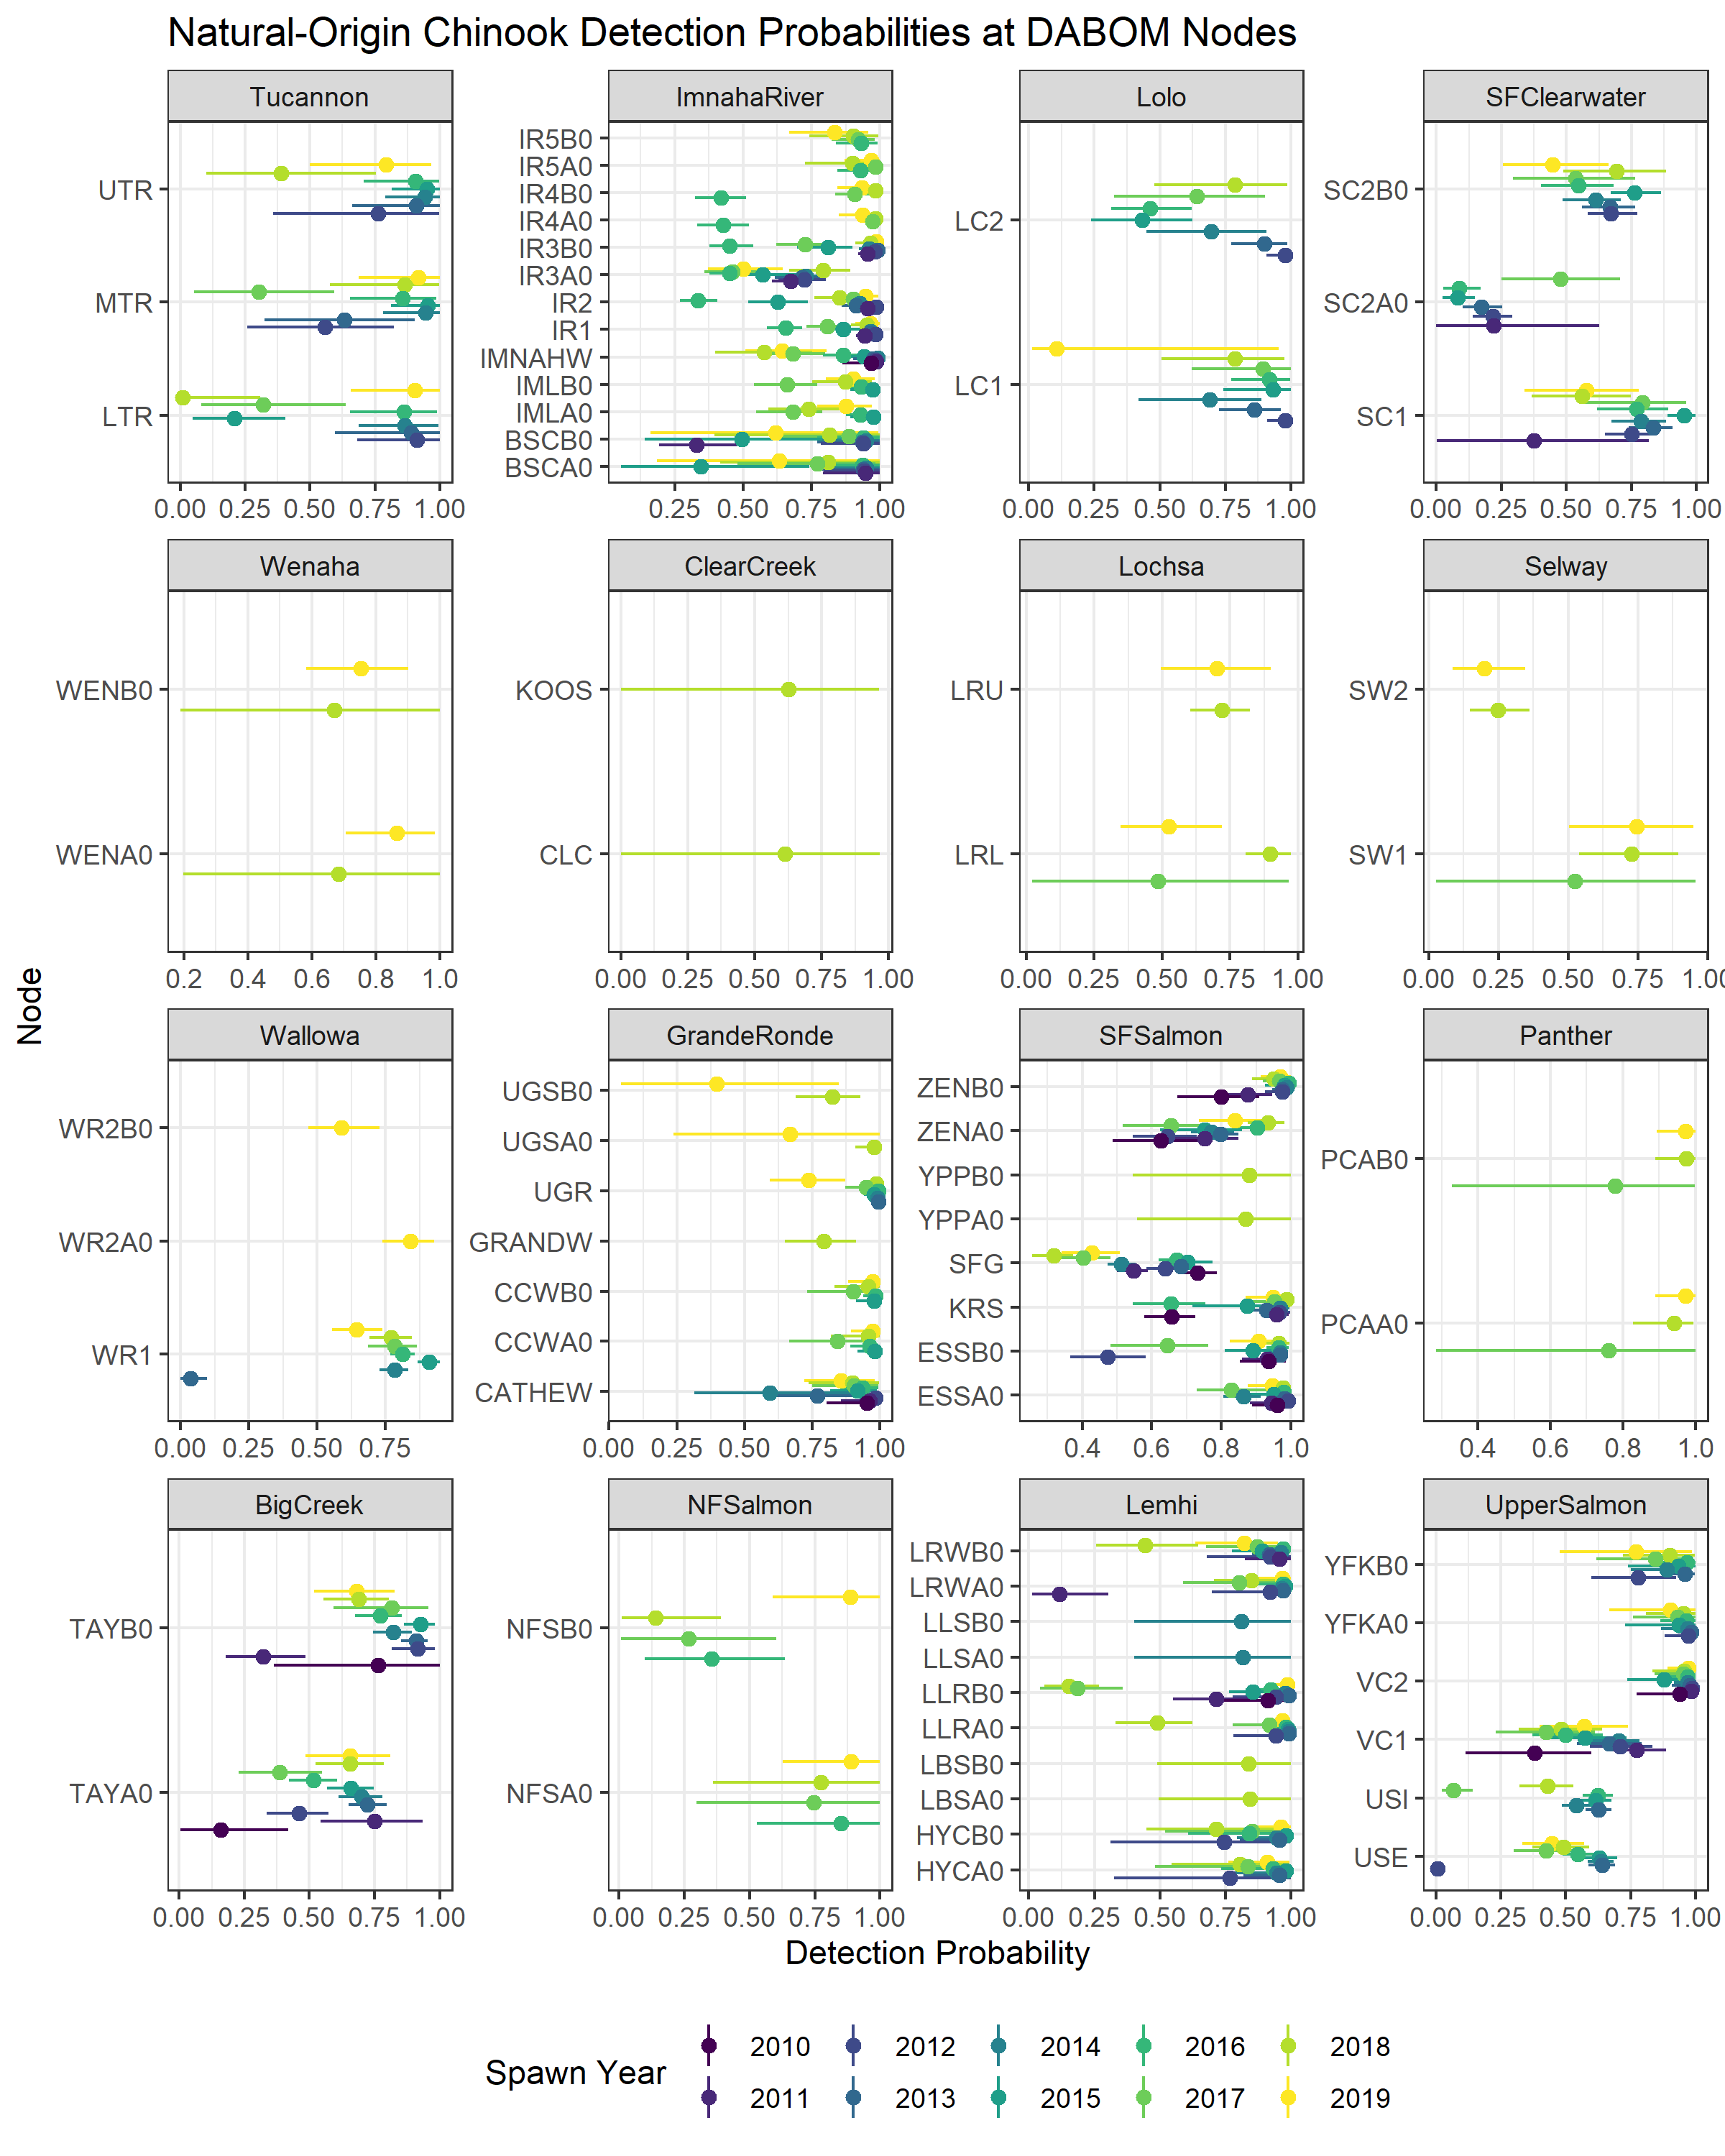 Natural-Origin Chinook Detection Probabilities at DABOM Nodes
Tucannon
UTR
MTR
LTR
0.00 0.25 0.50 0.75 1.00
ImnahaRiver
IR5B0
IR5A0
IR4B0
IR4A0
IR3B0
IR3A0
IR2
IR1
IMNAHW
IMLB0
IMLA0
BSCB0
BSCA0
0.25 0.50 0.75 1.00
Lolo
LC2
LC1
0.00 0.25 0.50 0.75 1.00
SFClearwater
SC2B0
SC2A0
SC1
0.00 0.25 0.50 0.75 1.00
Wenaha
WENB0
WENA0
0.2 0.4 0.6 0.8 1.0
ClearCreek
KOOS
CLC
0.00 0.25 0.50 0.75 1.00
Lochsa
LRU
LRL
0.00 0.25 0.50 0.75 1.00
Selway
SW2
SW1
0.00 0.25 0.50 0.75 1.00
Wallowa
WR2B0
WR2A0
WR1
0.00 0.25 0.50 0.75
GrandeRonde
UGSB0
UGSA0
UGR
GRANDW
CCWB0
CCWA0
CATHEW
0.00 0.25 0.50 0.75 1.00
SFSalmon
ZENB0
ZENA0
YPPB0
YPPA0
SFG
KRS
ESSB0
ESSA0
0.4 0.6 0.8 1.0
Panther
PCAB0
PCAA0
0.4 0.6 0.8 1.0
BigCreek
TAYB0
TAYA0
0.00 0.25 0.50 0.75 1.00
NFSalmon
NFSB0
NFSA0
0.00 0.25 0.50 0.75 1.00
Lemhi
LRWB0
LRWA0
LLSB0
LLSA0
LLRB0
LLRA0
LBSB0
LBSA0
HYCB0
HYCA0
0.00 0.25 0.50 0.75 1.00
UpperSalmon
YFKB0
YFKA0
VC2
VC1
USI
USE
0.00 0.25 0.50 0.75 1.00
Node
Detection Probability
Spawn Year
2010 2012 2014 2016 2018
2011 2013 2015 2017 2019